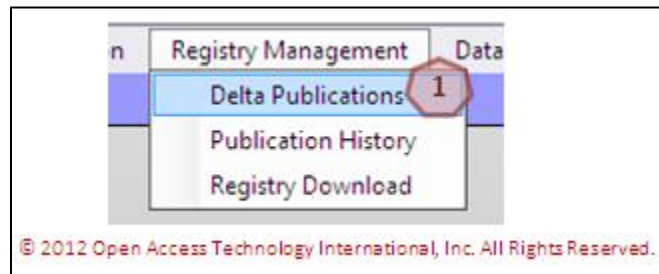 n Registry Management Data
Delta Publications 1
Publication History
Registry Download
© 2012 Open Access Technology International, Inc. All Rights Reserved.